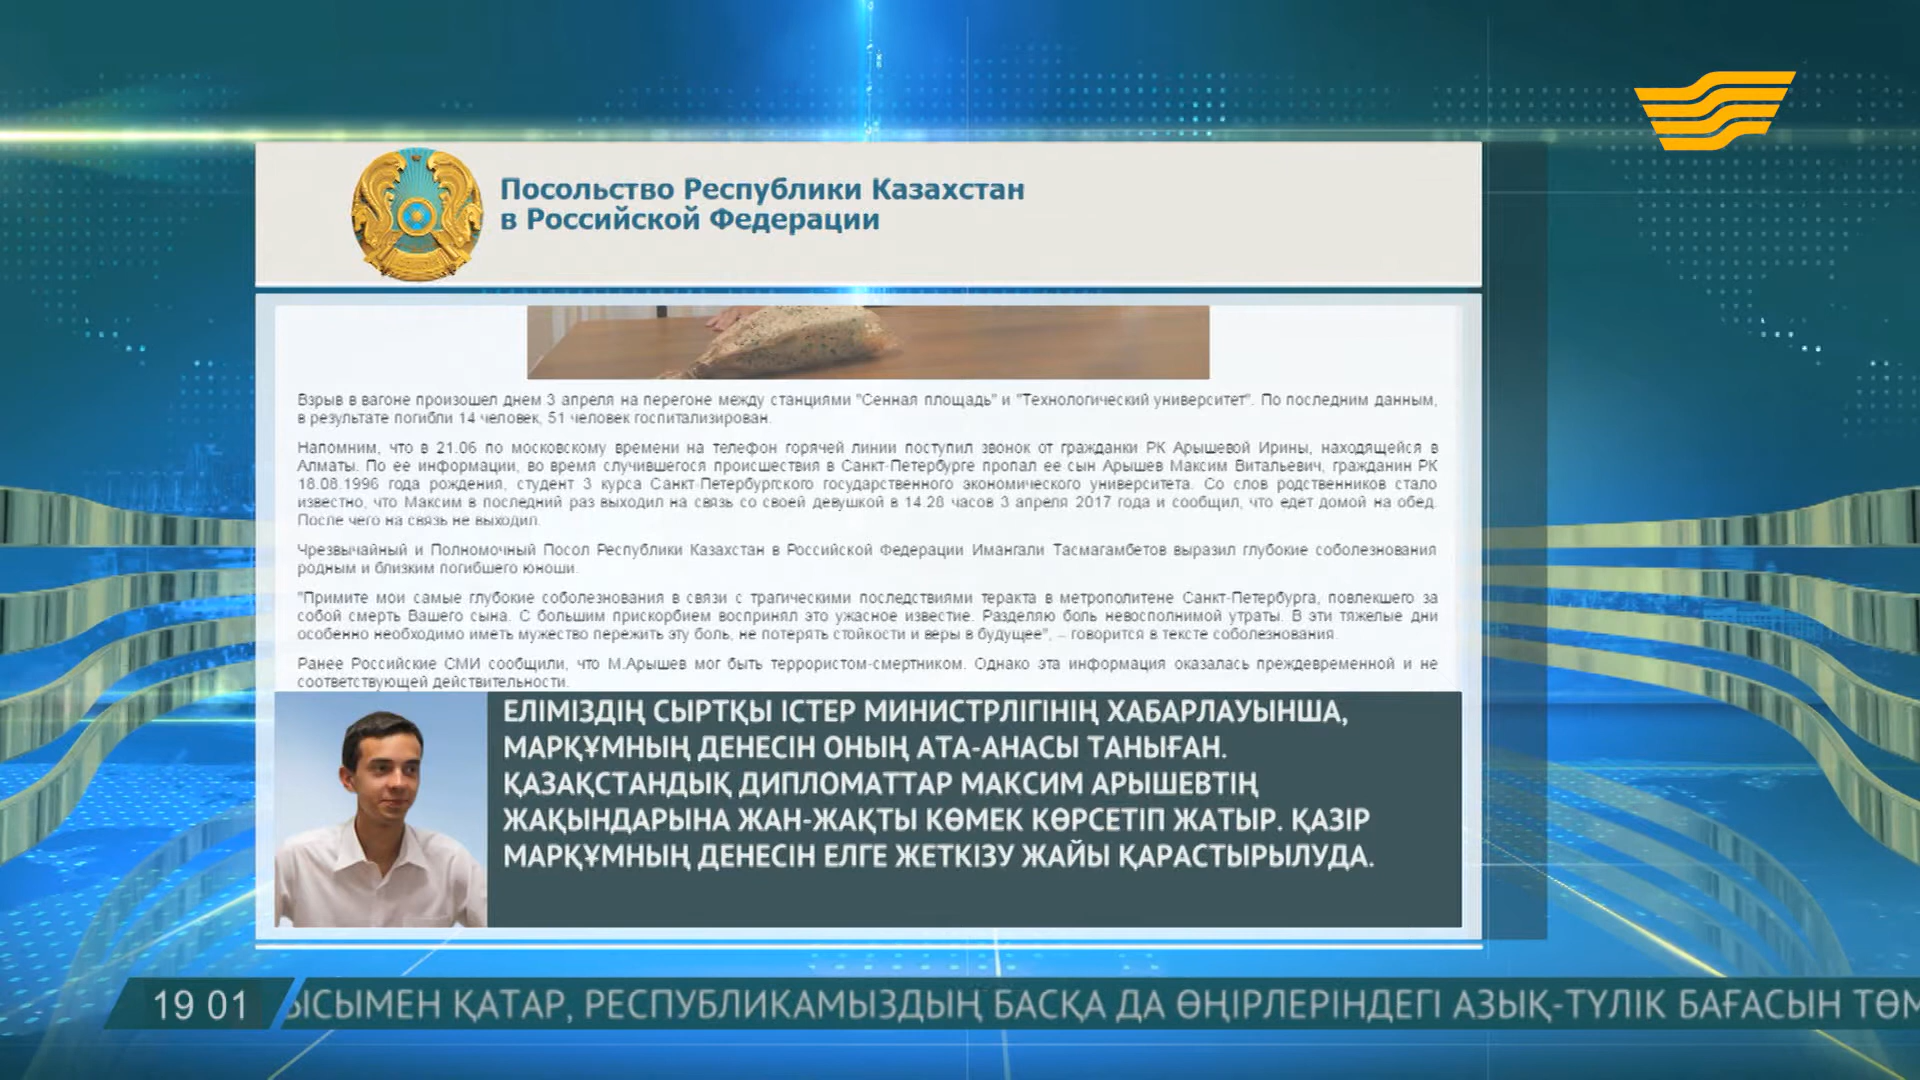 Посольство Республики Казахстан
в Российской Федерации
Взрыв в вагоне произошел днем 3 апреля на перегоне между станциями "Сенная площадь" и "Технологический университет". По последним данным,
в результате погибли 14 человек, 51 человек госпитализирован.
Напомним, что в 21.06 по московскому времени на телефон горячей линии поступил звонок от гражданки РК Арышевой Ирины, находящейся в
Алматы. По ее информации, во время случившегося происшествия в Санкт-Петербурге пропал ее сын Арышев Максим Витальевич, гражданин РК
18.08.1996 года рождения, студент 3 курса Санкт-Петербургского государственного экономического университета. Со слов родственников стало
известно, что Максим в последний раз выходил на связь со своей девушкой в 14.28 часов 3 апреля 2017 года и сообщил, что едет домой на обед.
После чего на связь не выходил.
Чрезвычайный и Полномочный Посол Республики Казахстан в Российской Федерации Имангали Тасмагамбетов выразил глубокие соболезнования
родным и близким погибшего юноши.
"Примите мои самые глубокие соболезнования в связи с трагическими последствиями теракта в метрополитене Санкт-Петербурга, повлекшего за
собой смерть Вашего сына. С большим прискорбием воспринял это ужасное известие. Разделяю боль невосполнимой утраты. В эти тяжелые дни
особенно необходимо иметь мужество пережить эту боль, не потерять стойкости и веры в будущее", – говорится в тексте соболезнования.
Ранее Российские СМИ сообщили, что М.Арышев мог быть террористом-смертником. Однако эта информация оказалась преждевременной и не
соответствующей действительности.
ЕЛІМІЗДІҢ СЫРТҚЫ ІСТЕР МИНИСТРЛІГІНІҢ ХАБАРЛАУЫНША,
МАРҚҰМНЫҢ ДЕНЕСІН ОНЫҢ АТА-АНАСЫ ТАНЫҒАН.
ҚАЗАҚСТАНДЫҚ ДИПЛОМАТТАР МАКСИМ АРЫШЕВТІҢ
ЖАҚЫНДАРЫНА ЖАН-ЖАҚТЫ КӨМЕК КӨРСЕТІП ЖАТЫР. ҚАЗІР
МАРҚҰМНЫҢ ДЕНЕСІН ЕЛГЕ ЖЕТКІЗУ ЖАЙЫ ҚАРАСТЫРЫЛУДА.
19 01 ЫСЫМЕН ҚАТАР, РЕСПУБЛИКАМЫЗДЫҢ БАСҚА ДА ӨҢІРЛЕРІНДЕГІ АЗЫҚ-ТҮЛІК БАҒАСЫН ТӨМ